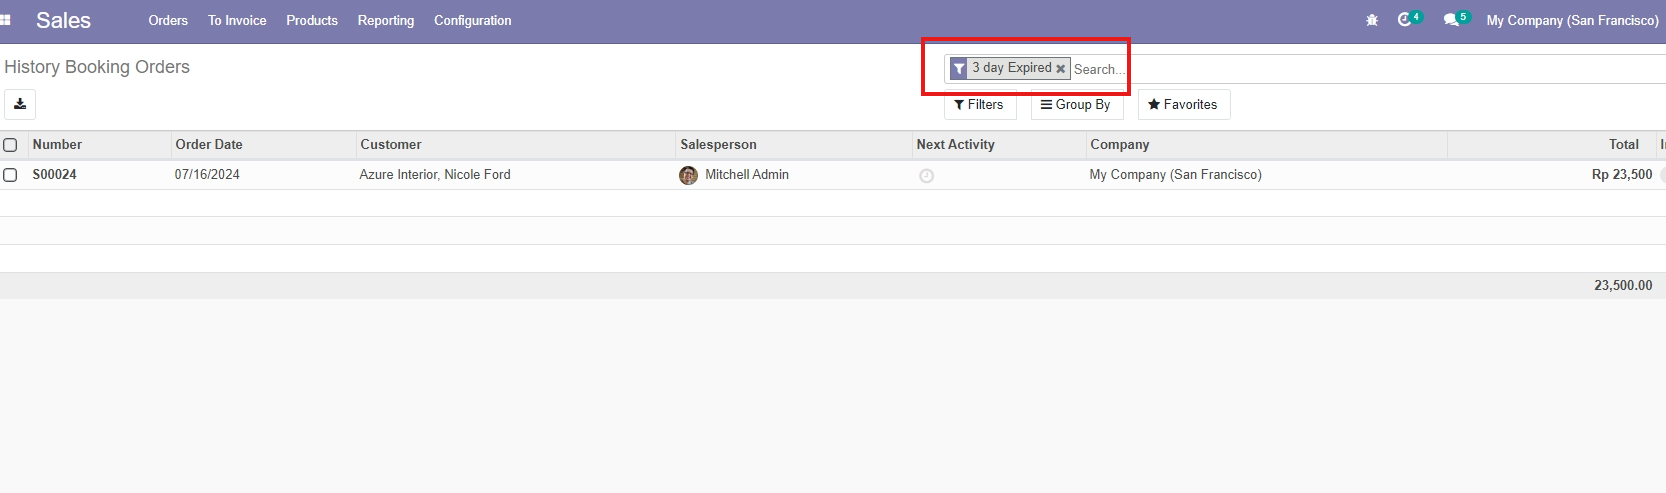 Sales Orders To Invoice Products Reporting Configuration 4 5 My Company (San Francisco)
History Booking Orders 3 day Expired Search...
Filters Group By Favorites
Number Order Date Customer Salesperson Next Activity Company Total
S00024 07/16/2024 Azure Interior, Nicole Ford Mitchell Admin My Company (San Francisco) Rp 23,500
23,500.00